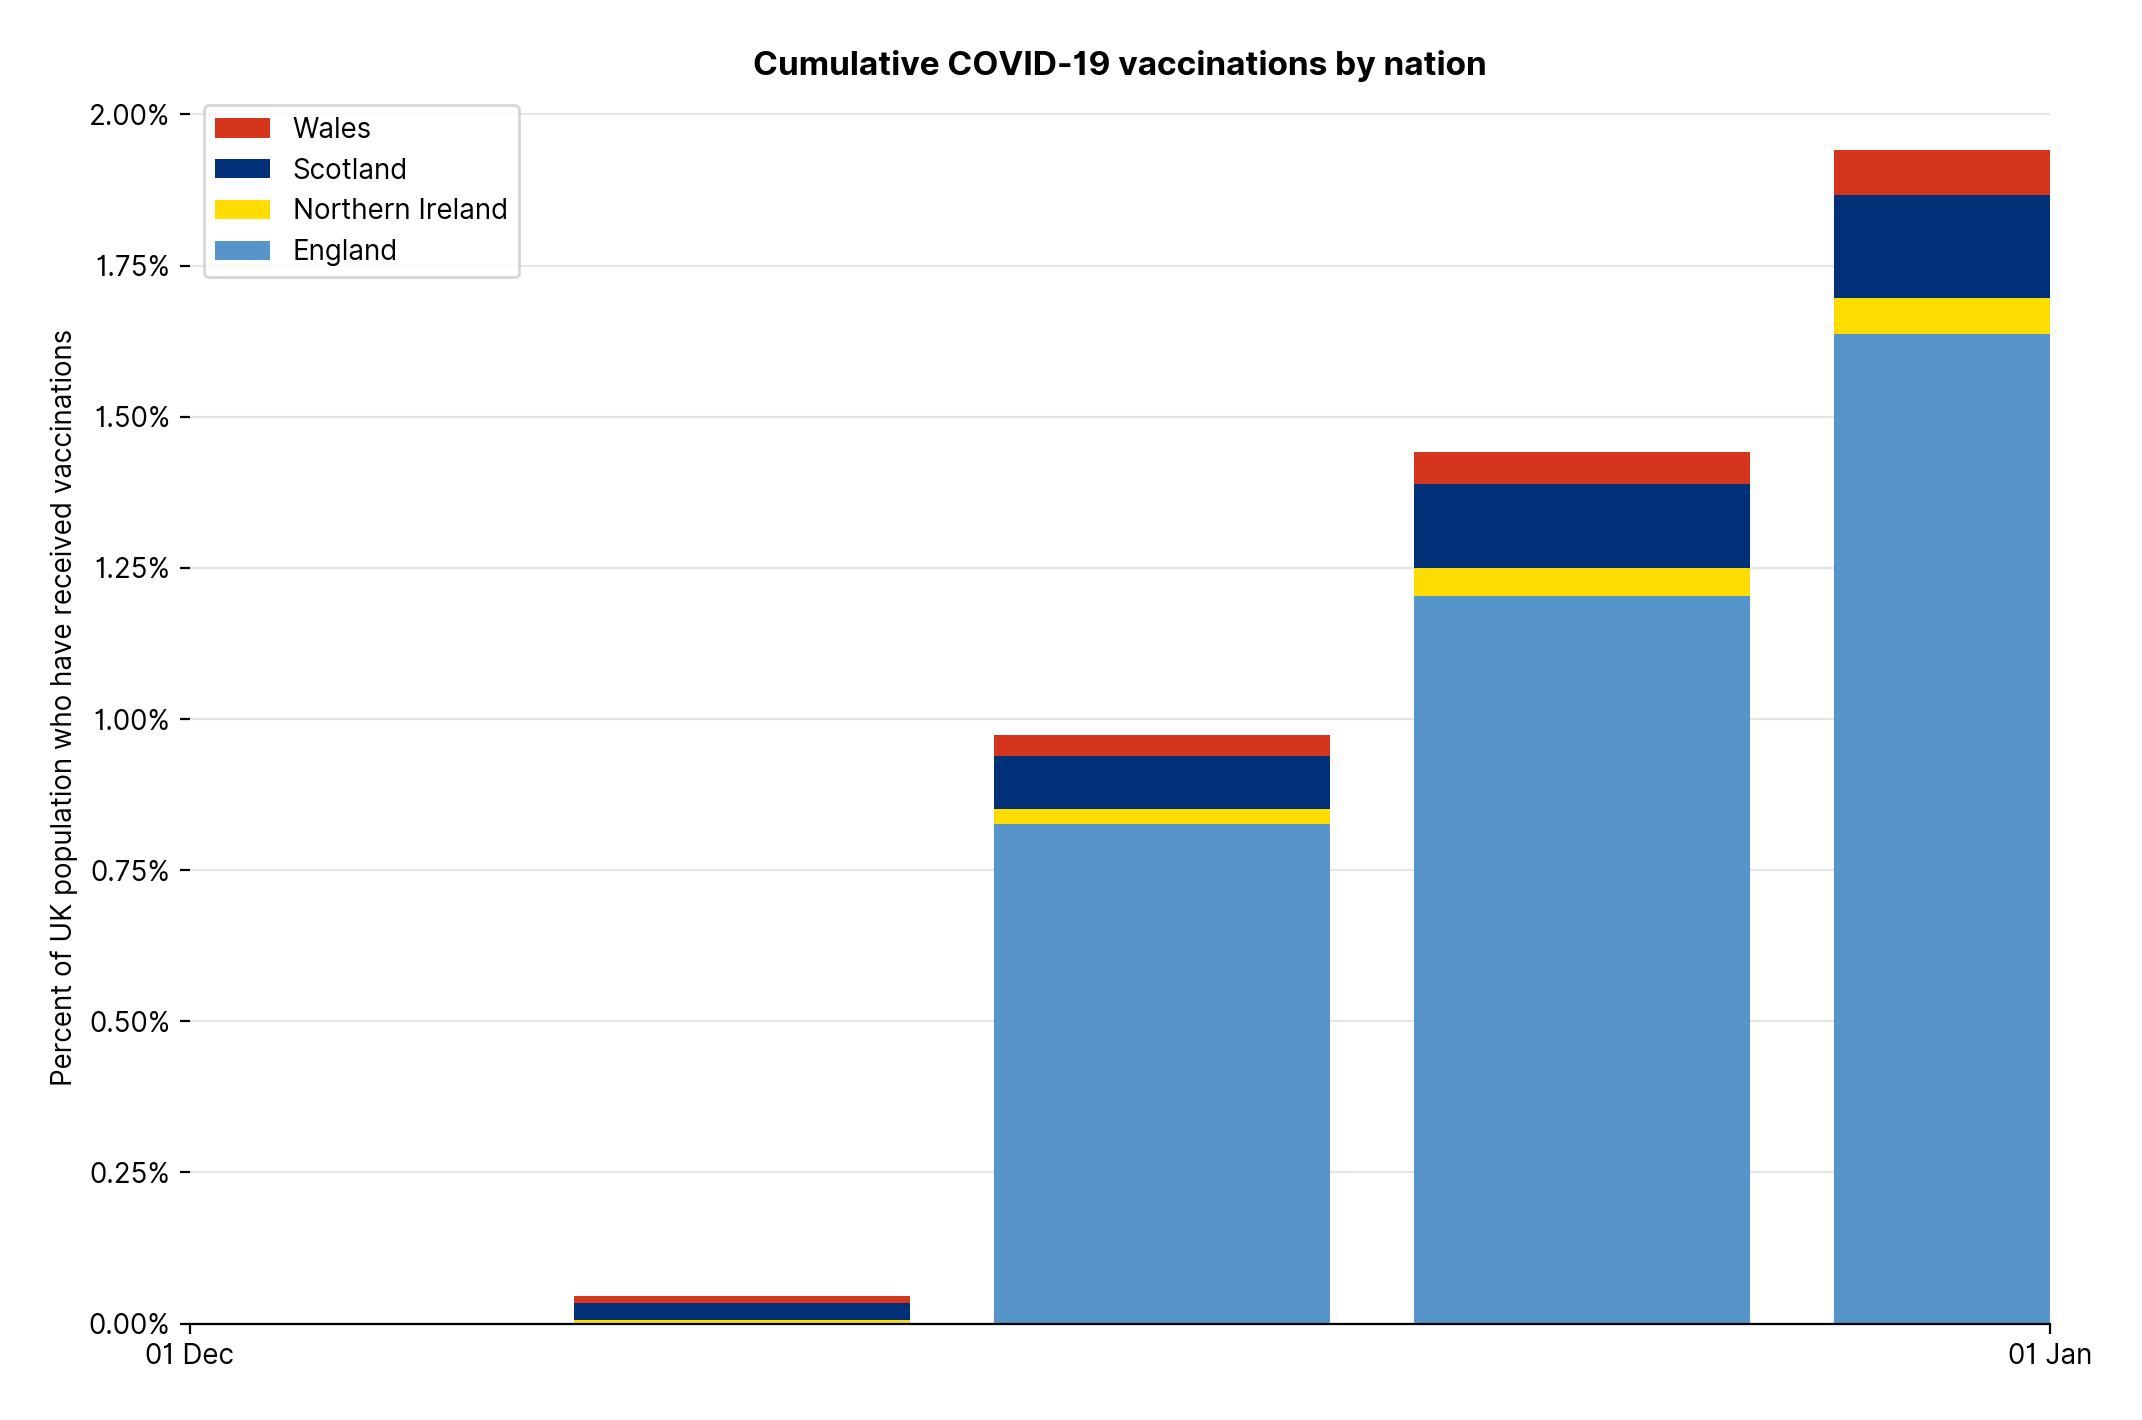 Cumulative COVID-19 vaccinations by nation
Wales
Scotland
Northern Ireland
England
Percent of UK population who have received vaccinations
2.00%
1.75%
1.50%
1.25%
1.00%
0.75%
0.50%
0.25%
0.00%
01 Dec
01 Jan